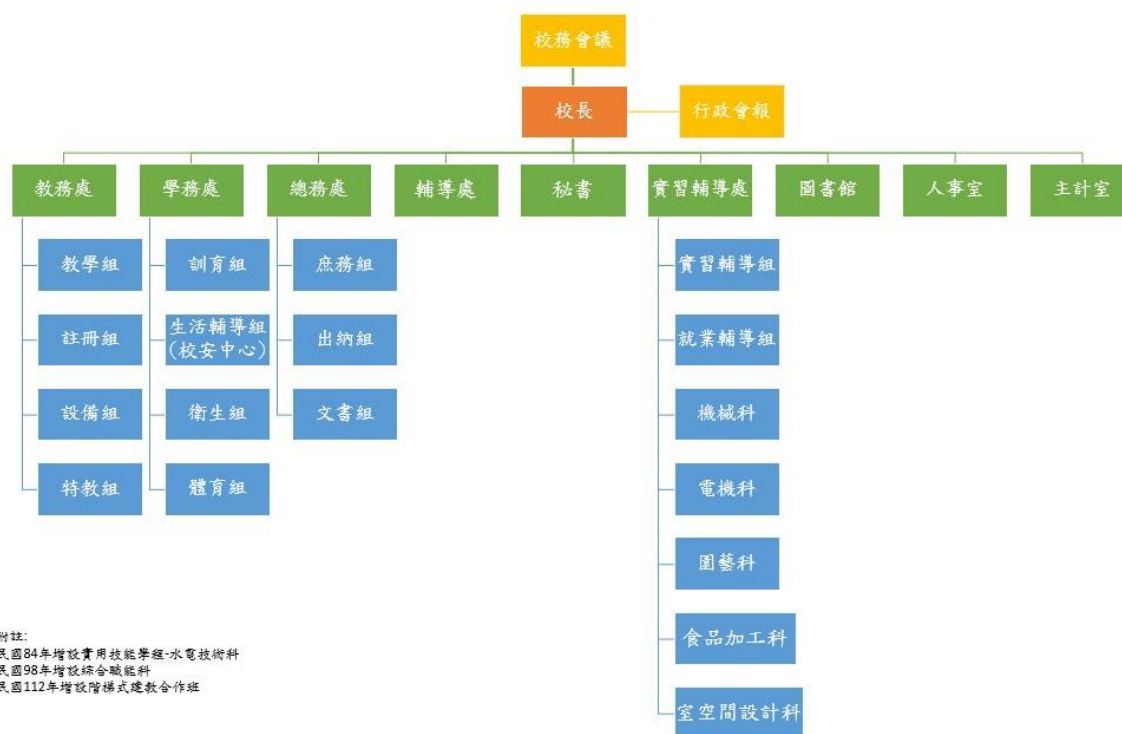 校務會議
校長
行政會報
教務處
學務處
總務處
輔導處
秘書
實習輔導處
圖書館
人事室
主計室
教學組
註冊組
設備組
特教組
訓育組
生活輔導組
(校安中心)
衛生組
體育組
庶務組
出納組
文書組
實習輔導組
就業輔導組
機械科
電機科
園藝科
食品加工科
室空間設計科
附註:
民國84年增設實用技能學程-水電技術科
民國98年增設綜合職能科
民國112年增設階梯式建教合作班